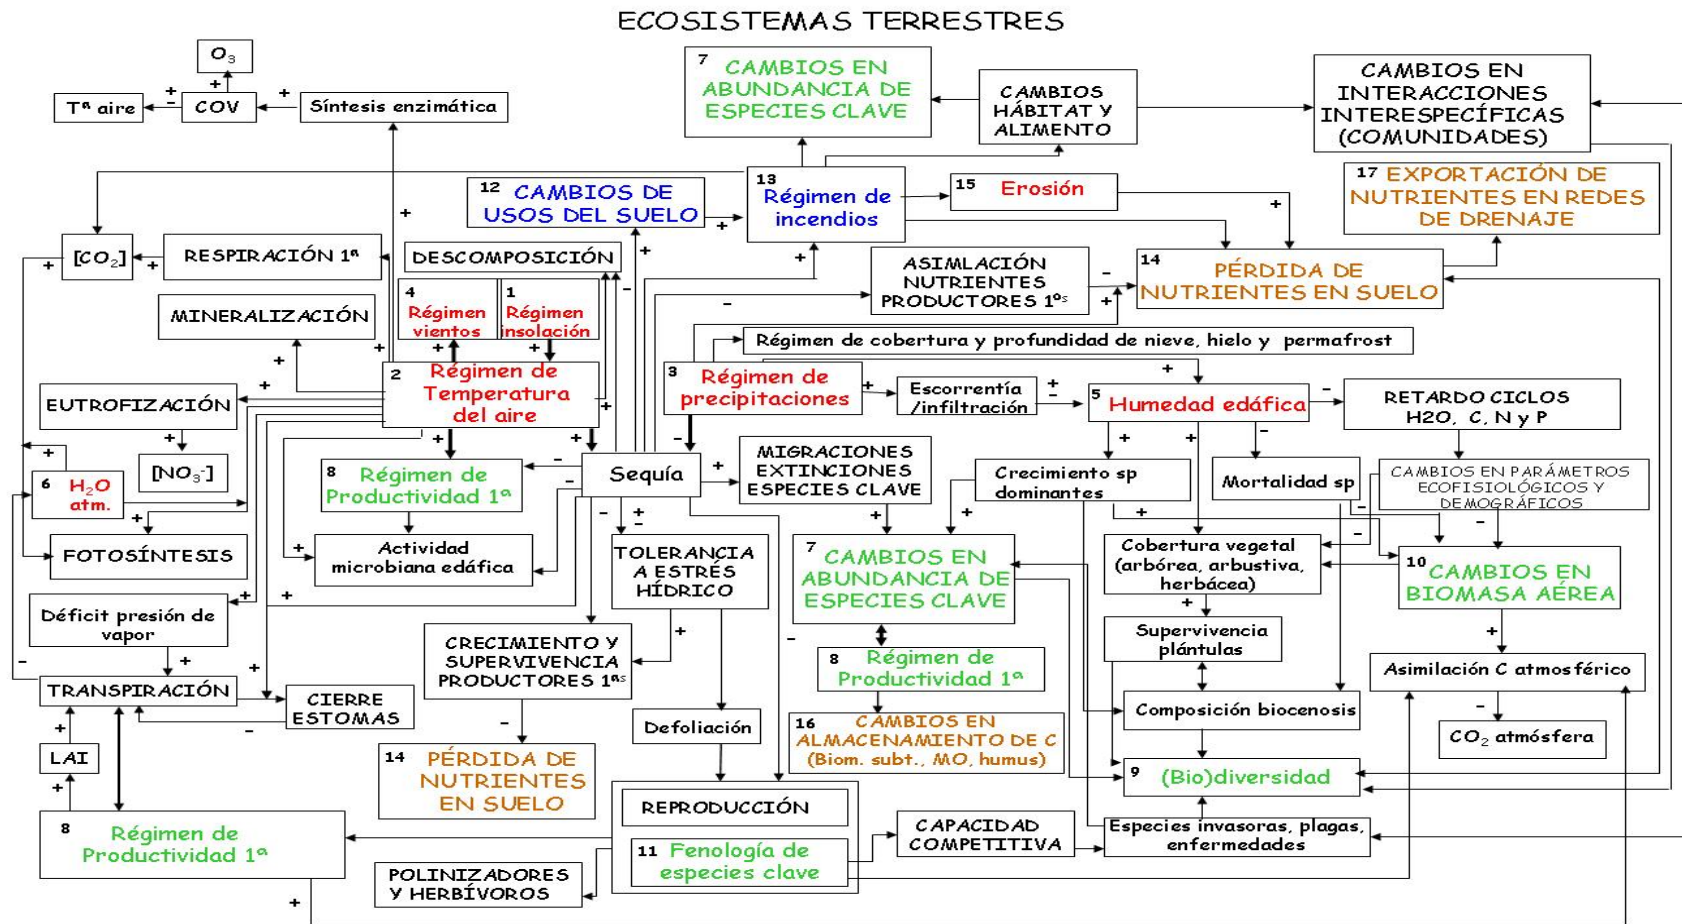 ECOSISTEMAS TERRESTRES
O3
Tª aire
COV
Síntesis enzimática
+
-
+
+
7
CAMBIOS EN
ABUNDANCIA DE
ESPECIES CLAVE
CAMBIOS
HÁBITAT Y
ALIMENTO
CAMBIOS EN
INTERACCIONES
INTERESPECÍFICAS
(COMUNIDADES)
12 CAMBIOS DE
USOS DEL SUELO
+
13
Régimen de
incendios
15 Erosión
+
17 EXPORTACIÓN DE
NUTRIENTES EN REDES
DE DRENAJE
[CO2]
+
+
RESPIRACIÓN 1ª
+
DESCOMPOSICIÓN
+
-
+
ASIMLACIÓN
NUTRIENTES
PRODUCTORES 1ºs
-
-
+
14
PÉRDIDA DE
NUTRIENTES EN SUELO
+
MINERALIZACIÓN
4
Régimen
vientos
1
Régimen
insolación
+
+
+
+
Régimen de cobertura y profundidad de nieve, hielo y permafrost
2
Régimen de
Temperatura
del aire
+
3
Régimen de
precipitaciones
+
Escorrentía
/infiltración
+
-
+
5
Humedad edáfica
-
RETARDO CICLOS
H2O, C, N y P
EUTROFIZACIÓN
+
+
[NO3-]
+
+
+
-
6 H2O
atm.
+
+
FOTOSÍNTESIS
8
Régimen de
Productividad 1ª
-
-
Sequía
+
MIGRACIONES
EXTINCIONES
ESPECIES CLAVE
+
+
+
-
Crecimiento sp
dominantes
+
+
Mortalidad sp
-
-
CAMBIOS EN PARÁMETROS
ECOFISIOLÓGICOS Y
DEMOGRÁFICOS
-
-
Actividad
microbiana edáfica
+
-
-
+
-
TOLERANCIA
A ESTRÉS
HÍDRICO
7
CAMBIOS EN
ABUNDANCIA DE
ESPECIES CLAVE
Cobertura vegetal
(arbórea, arbustiva,
herbácea)
10
CAMBIOS EN
BIOMASA AÉREA
Déficit presión de
vapor
+
+
+
CRECIMIENTO Y
SUPERVIVENCIA
PRODUCTORES 1ªs
+
-
-
+
Supervivencia
plántulas
+
8 Régimen de
Productividad 1ª
Asimilación C atmosférico
-
CO2 atmósfera
-
TRANSPIRACIÓN
+
CIERRE
ESTOMAS
-
+
LAI
+
Defoliación
16 CAMBIOS EN
ALMACENAMIENTO DE C
(Biom. subt., MO, humus)
Composición biocenosis
14 PÉRDIDA DE
NUTRIENTES
EN SUELO
9 (Bio)diversidad
REPRODUCCIÓN
8
Régimen de
Productividad 1ª
+
11 Fenología de
especies clave
CAPACIDAD
COMPETITIVA
Especies invasoras, plagas,
enfermedades
POLINIZADORES
Y HERBÍVOROS